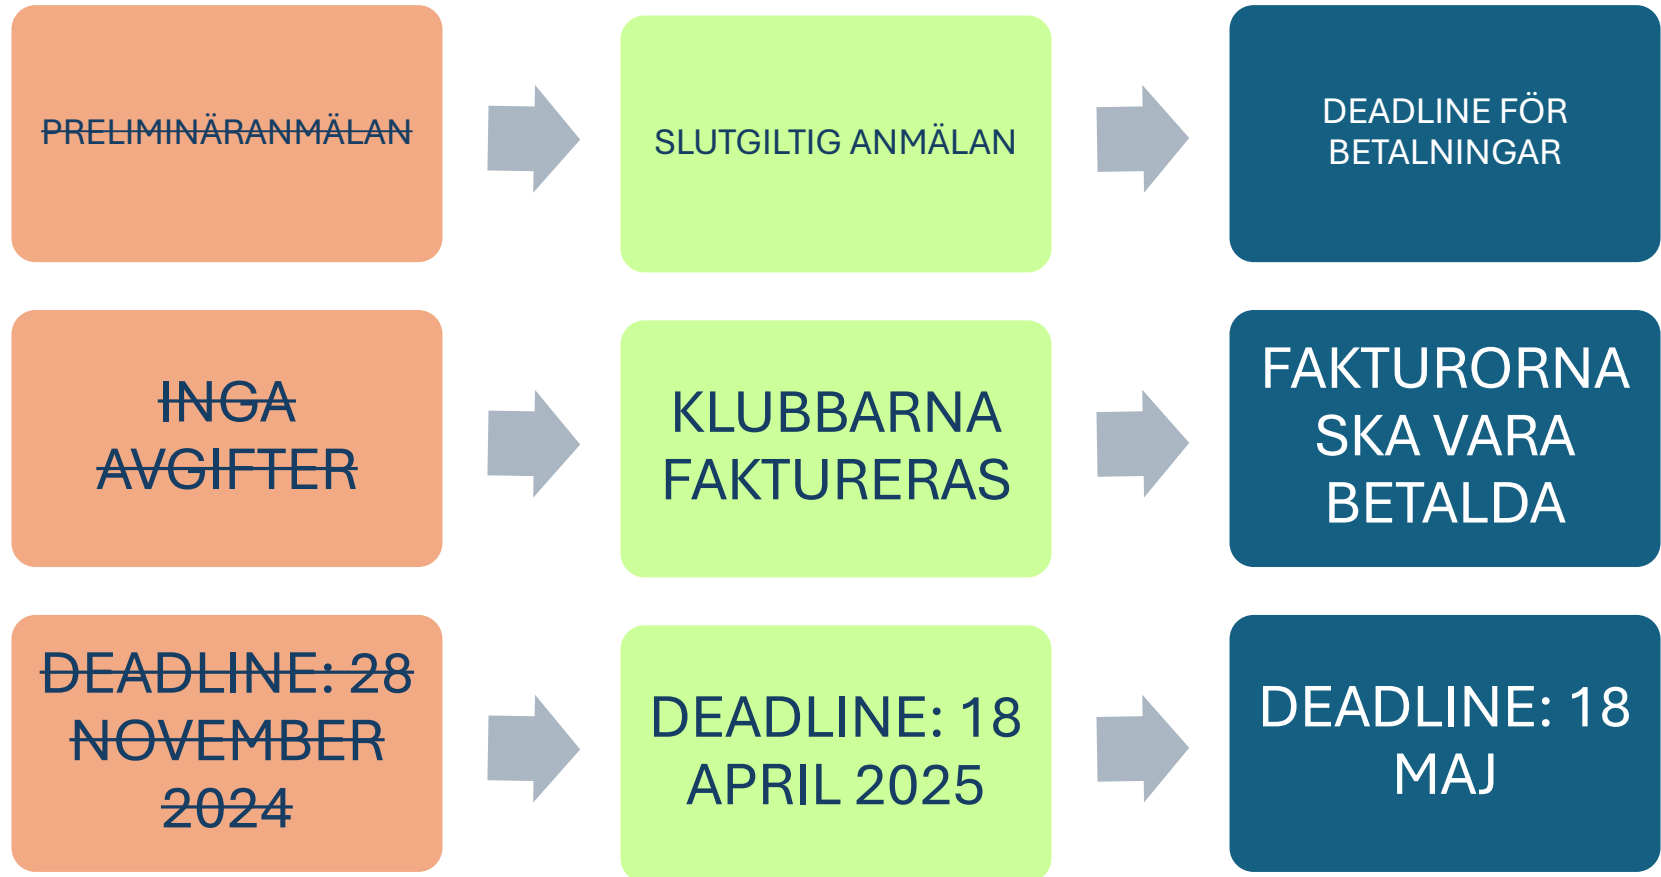 PRELIMINÄRANMÄLAN
SLUTGILTIG ANMÄLAN
DEADLINE FÖR
BETALNINGAR
INGA
AVGIFTER
KLUBBARNA
FAKTURERAS
FAKTURORNA
SKA VARA
BETALDA
DEADLINE: 28
NOVEMBER
2024
DEADLINE: 18
APRIL 2025
DEADLINE: 18
MAJ